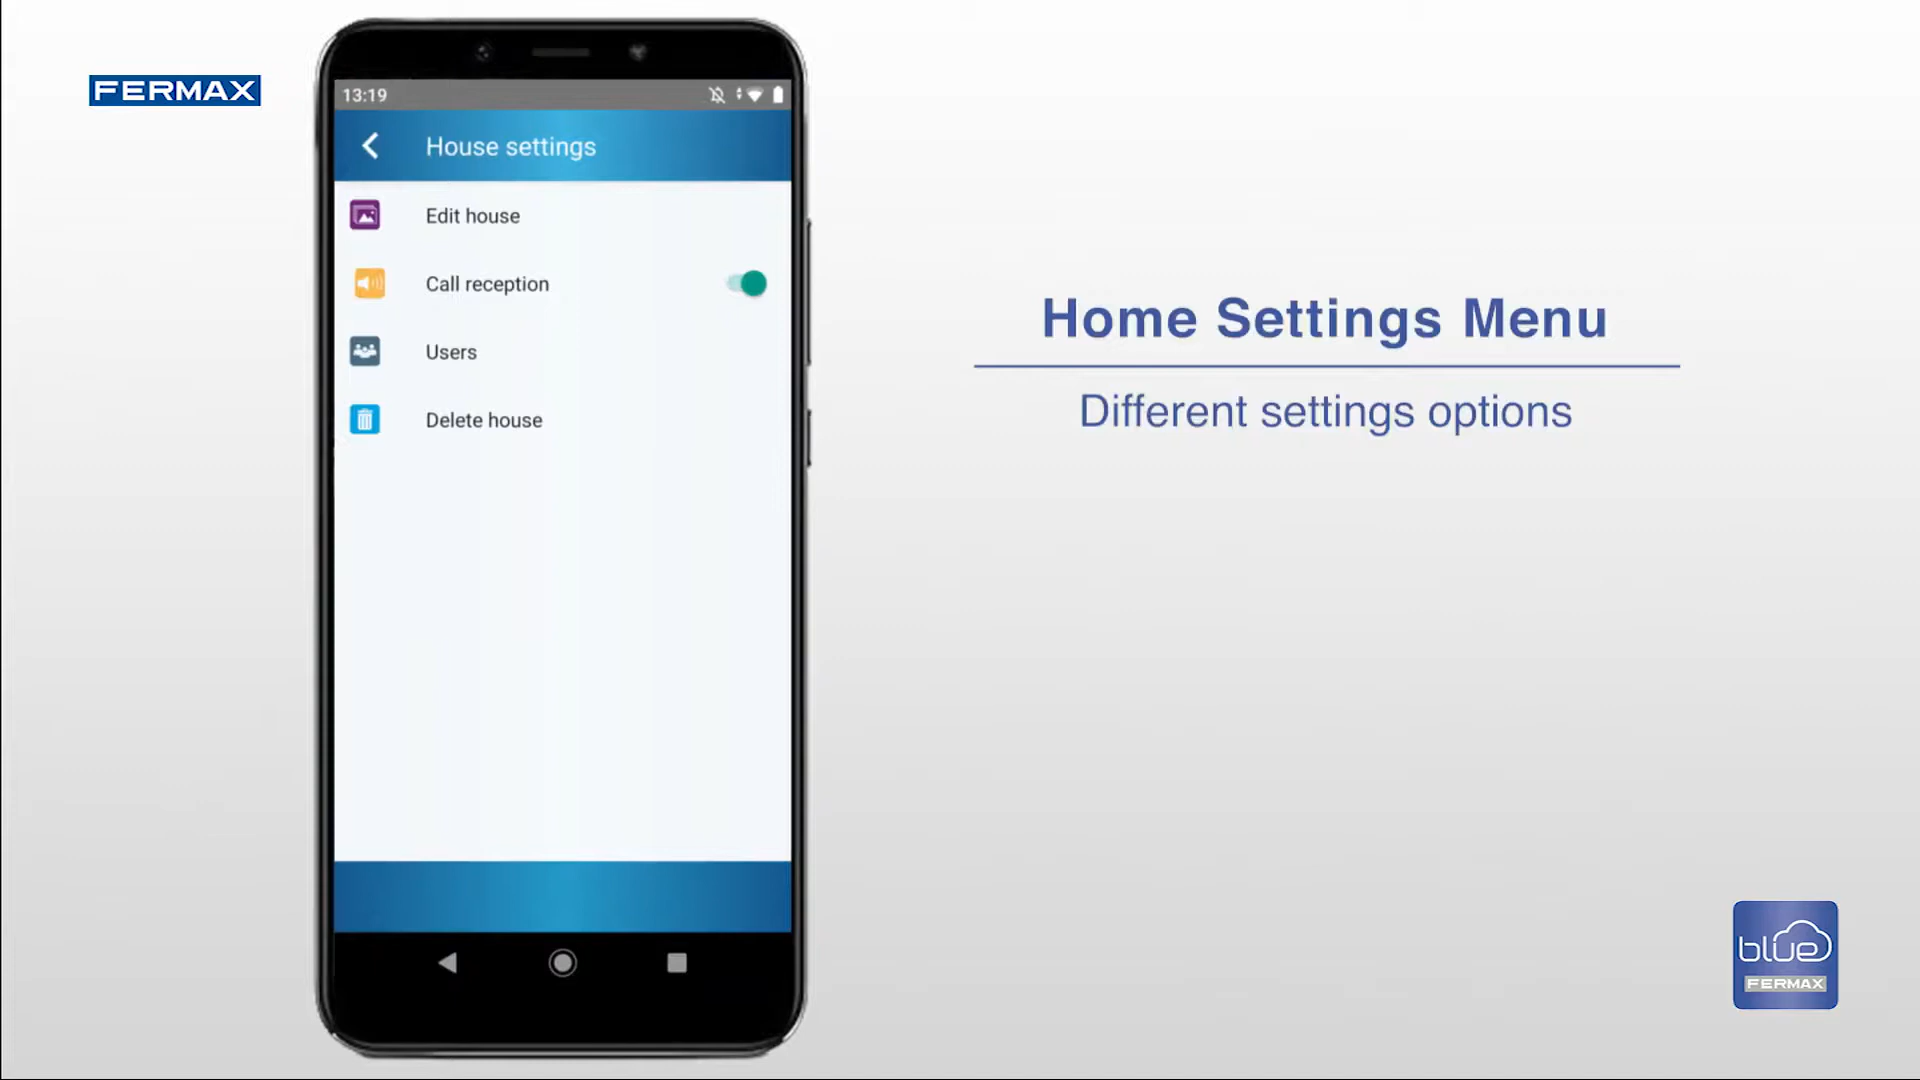 FERMAX
13:19
House settings
Edit house
Call reception
Users
Delete house
Home Settings Menu
Different settings options
blue
FERMAX